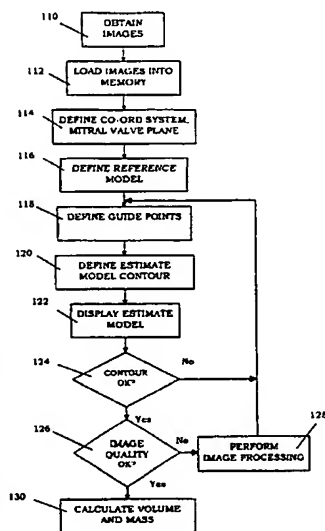 110
OBTAIN
IMAGES
112
LOAD IMAGES INTO
MEMORY
114
DEFINE CO-ORD SYSTEM,
MITRAL VALVE PLANE
116
DEFINE REFERENCE
MODEL
118
DEFINE GUIDE POINTS
120
DEFINE ESTIMATE
MODEL CONTOUR
122
DISPLAY ESTIMATE
MODEL
124
CONTOUR
OK?
No
Yes
126
IMAGE
QUALITY
OK?
No
128
PERFORM
IMAGE PROCESSING
Yes
130
CALCULATE VOLUME
AND MASS